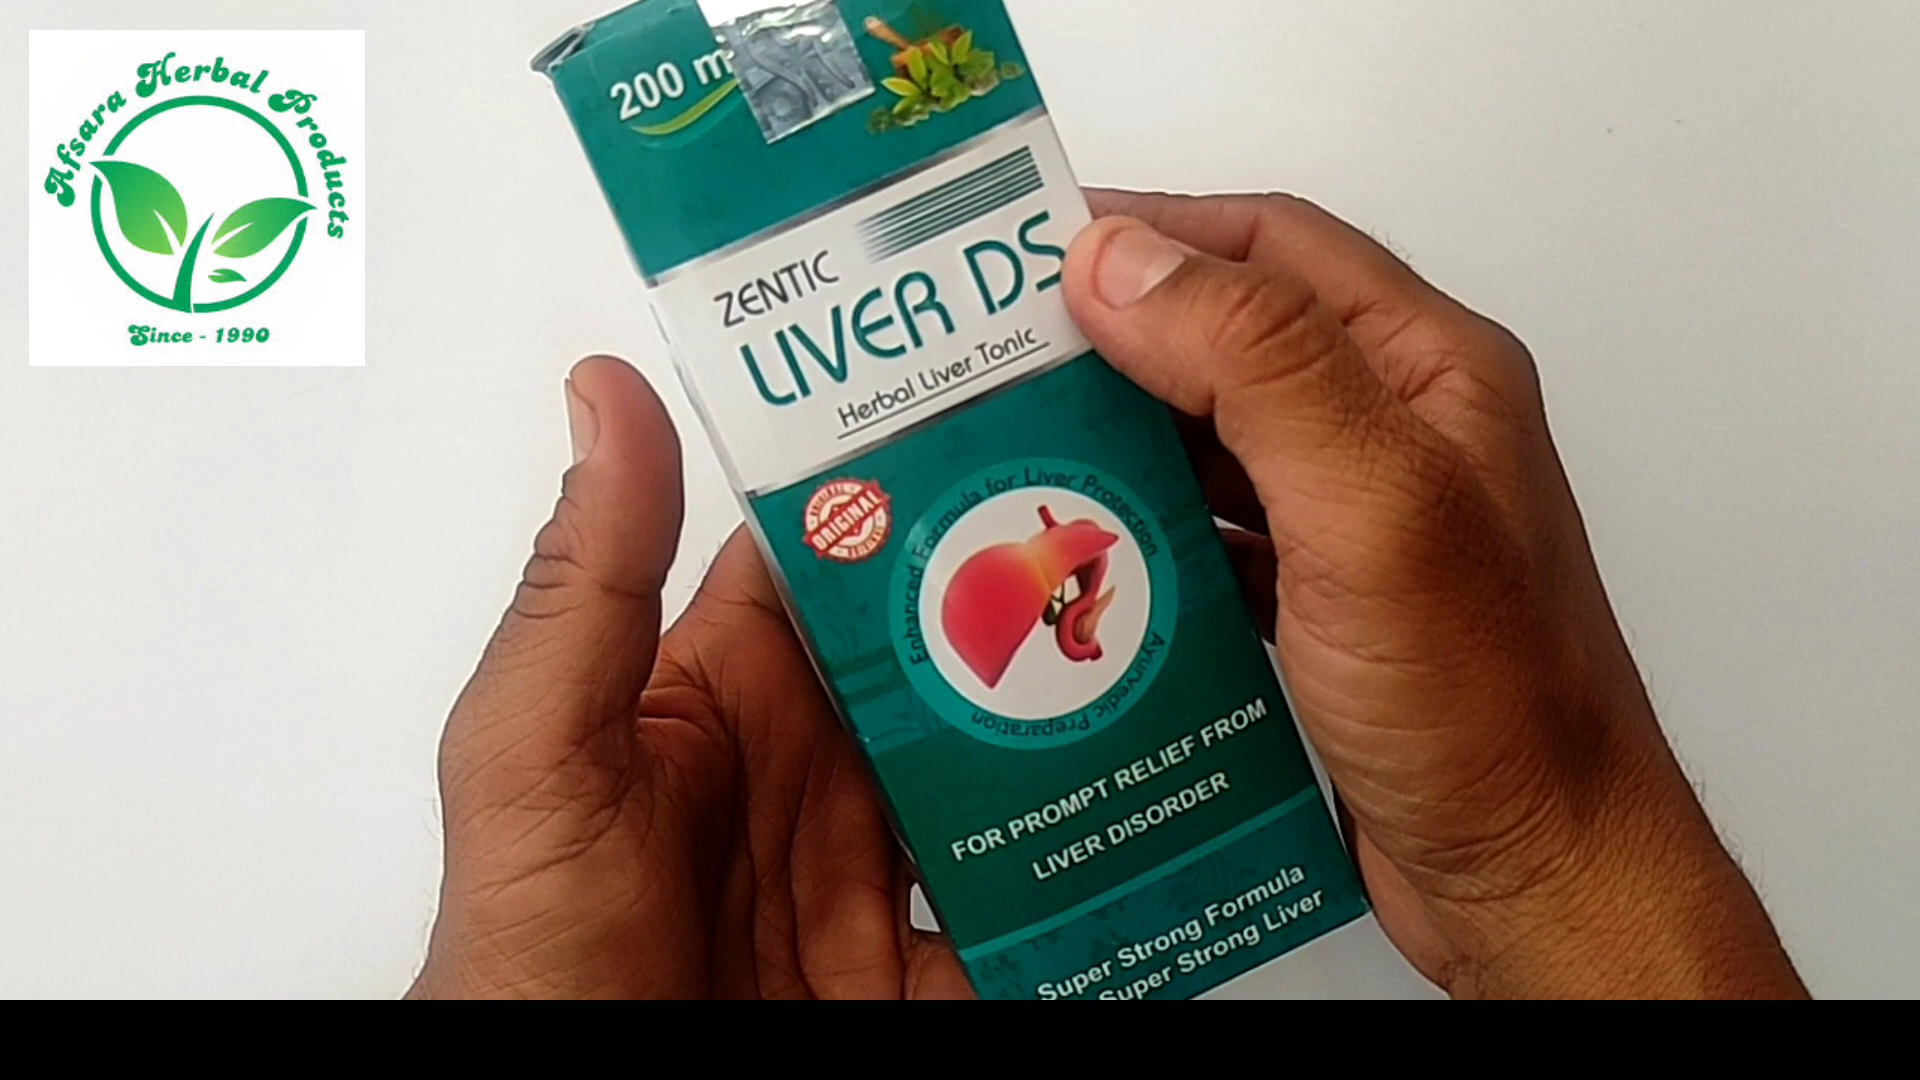 Afsara Herbal Products
Since - 1990
200 m
ZENTIC
LIVER DS
Herbal Liver Tonic
ORIGINAL
Enhanced Formula for Liver Protection
Ayurvedic Preparation
FOR PROMPT RELIEF FROM
LIVER DISORDER
Super Strong Formula
Super Strong Liver